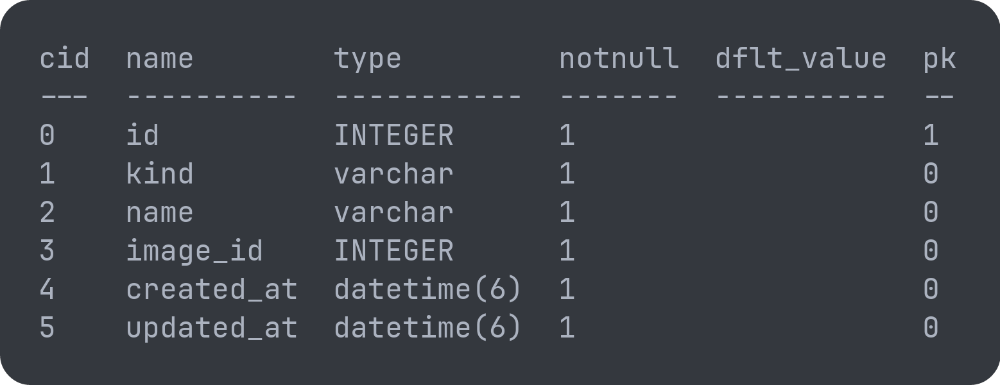 cid  name        type         notnull  dflt_value  pk
---  ----------  -----------  -------  ----------  --
0    id          INTEGER      1                    1
1    kind        varchar      1                    0
2    name        varchar      1                    0
3    image_id    INTEGER      1                    0
4    created_at  datetime(6)  1                    0
5    updated_at  datetime(6)  1                    0